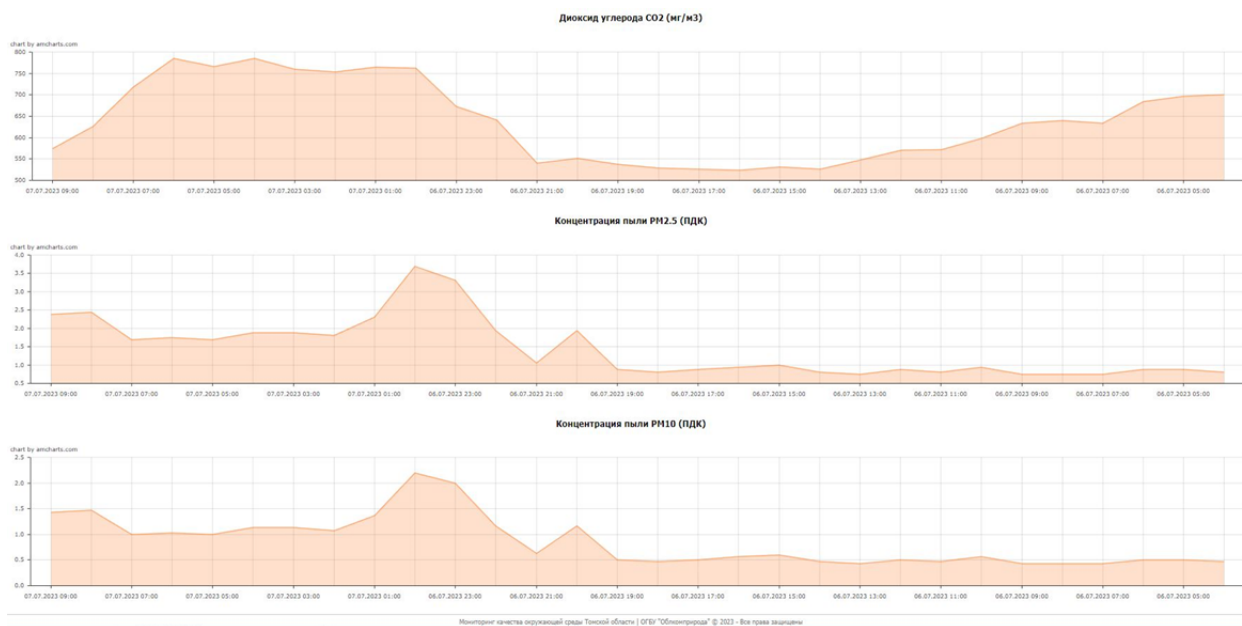 Диоксид углерода CO2 (мг/м3)
chart by amcharts.com
800
750
700
650
600
550
500
07.07.2023 09:00 07.07.2023 07:00 07.07.2023 05:00 07.07.2023 03:00 07.07.2023 01:00 06.07.2023 23:00 06.07.2023 21:00 06.07.2023 19:00 06.07.2023 17:00 06.07.2023 15:00 06.07.2023 13:00 06.07.2023 11:00 06.07.2023 09:00 06.07.2023 07:00 06.07.2023 05:00
Концентрация пыли PM2.5 (ПДК)
chart by amcharts.com
4.0
3.5
3.0
2.5
2.0
1.5
1.0
0.5
07.07.2023 09:00 07.07.2023 07:00 07.07.2023 05:00 07.07.2023 03:00 07.07.2023 01:00 06.07.2023 23:00 06.07.2023 21:00 06.07.2023 19:00 06.07.2023 17:00 06.07.2023 15:00 06.07.2023 13:00 06.07.2023 11:00 06.07.2023 09:00 06.07.2023 07:00 06.07.2023 05:00
Концентрация пыли PM10 (ПДК)
chart by amcharts.com
2.5
2.0
1.5
1.0
0.5
0.0
07.07.2023 09:00 07.07.2023 07:00 07.07.2023 05:00 07.07.2023 03:00 07.07.2023 01:00 06.07.2023 23:00 06.07.2023 21:00 06.07.2023 19:00 06.07.2023 17:00 06.07.2023 15:00 06.07.2023 13:00 06.07.2023 11:00 06.07.2023 09:00 06.07.2023 07:00 06.07.2023 05:00
Мониторинг качества окружающей среды Томской области | ОГБУ "Облкомприрода" @ 2023 - Все права защищены